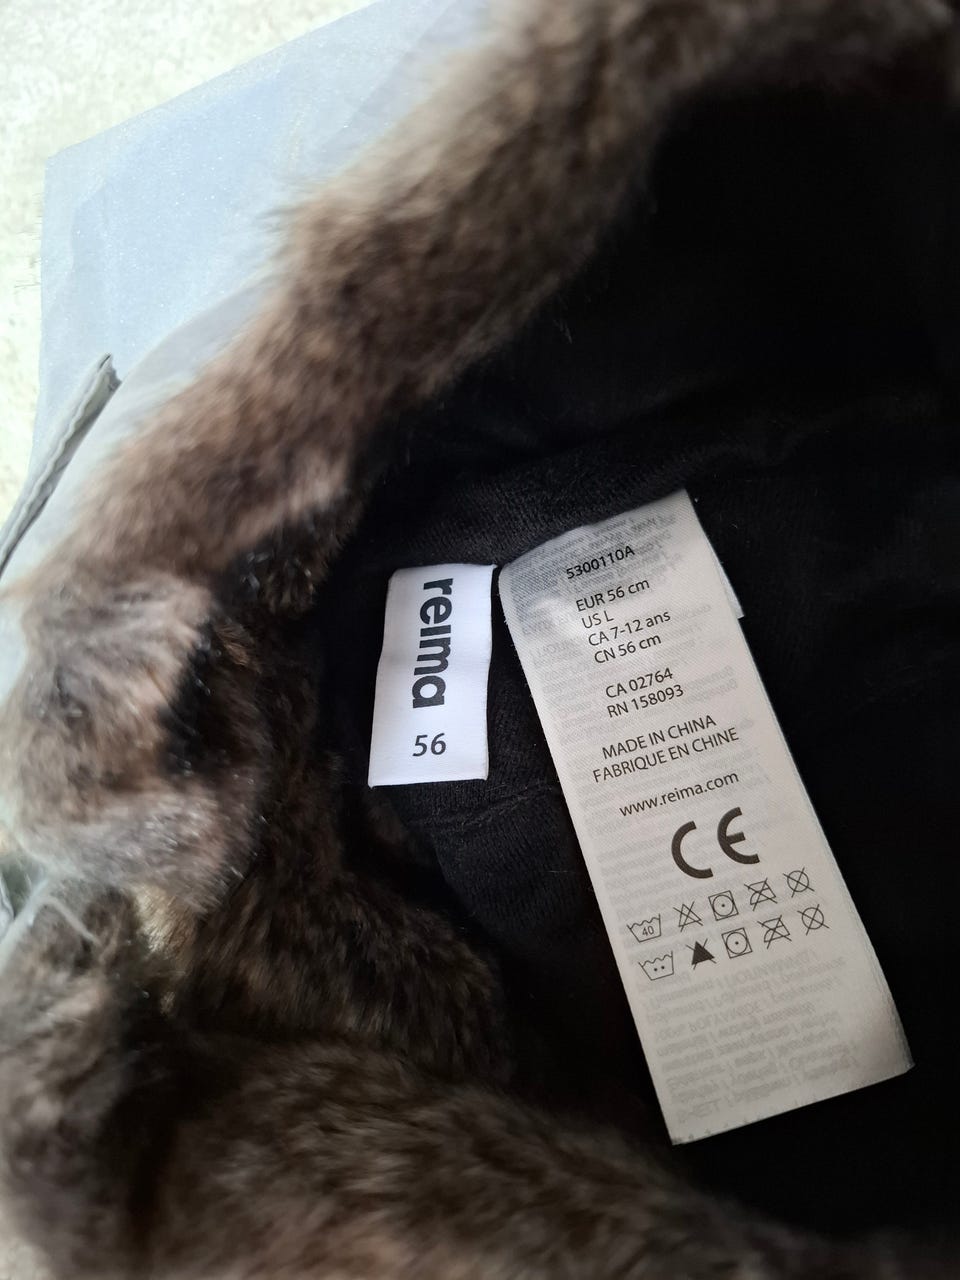 reima
56
5300110A
EUR 56 cm
US L
CA 7-12 ans
CN 56 cm
CA 02764
RN 158093
MADE IN CHINA
FABRIQUE EN CHINE
www.reima.com
CE
40